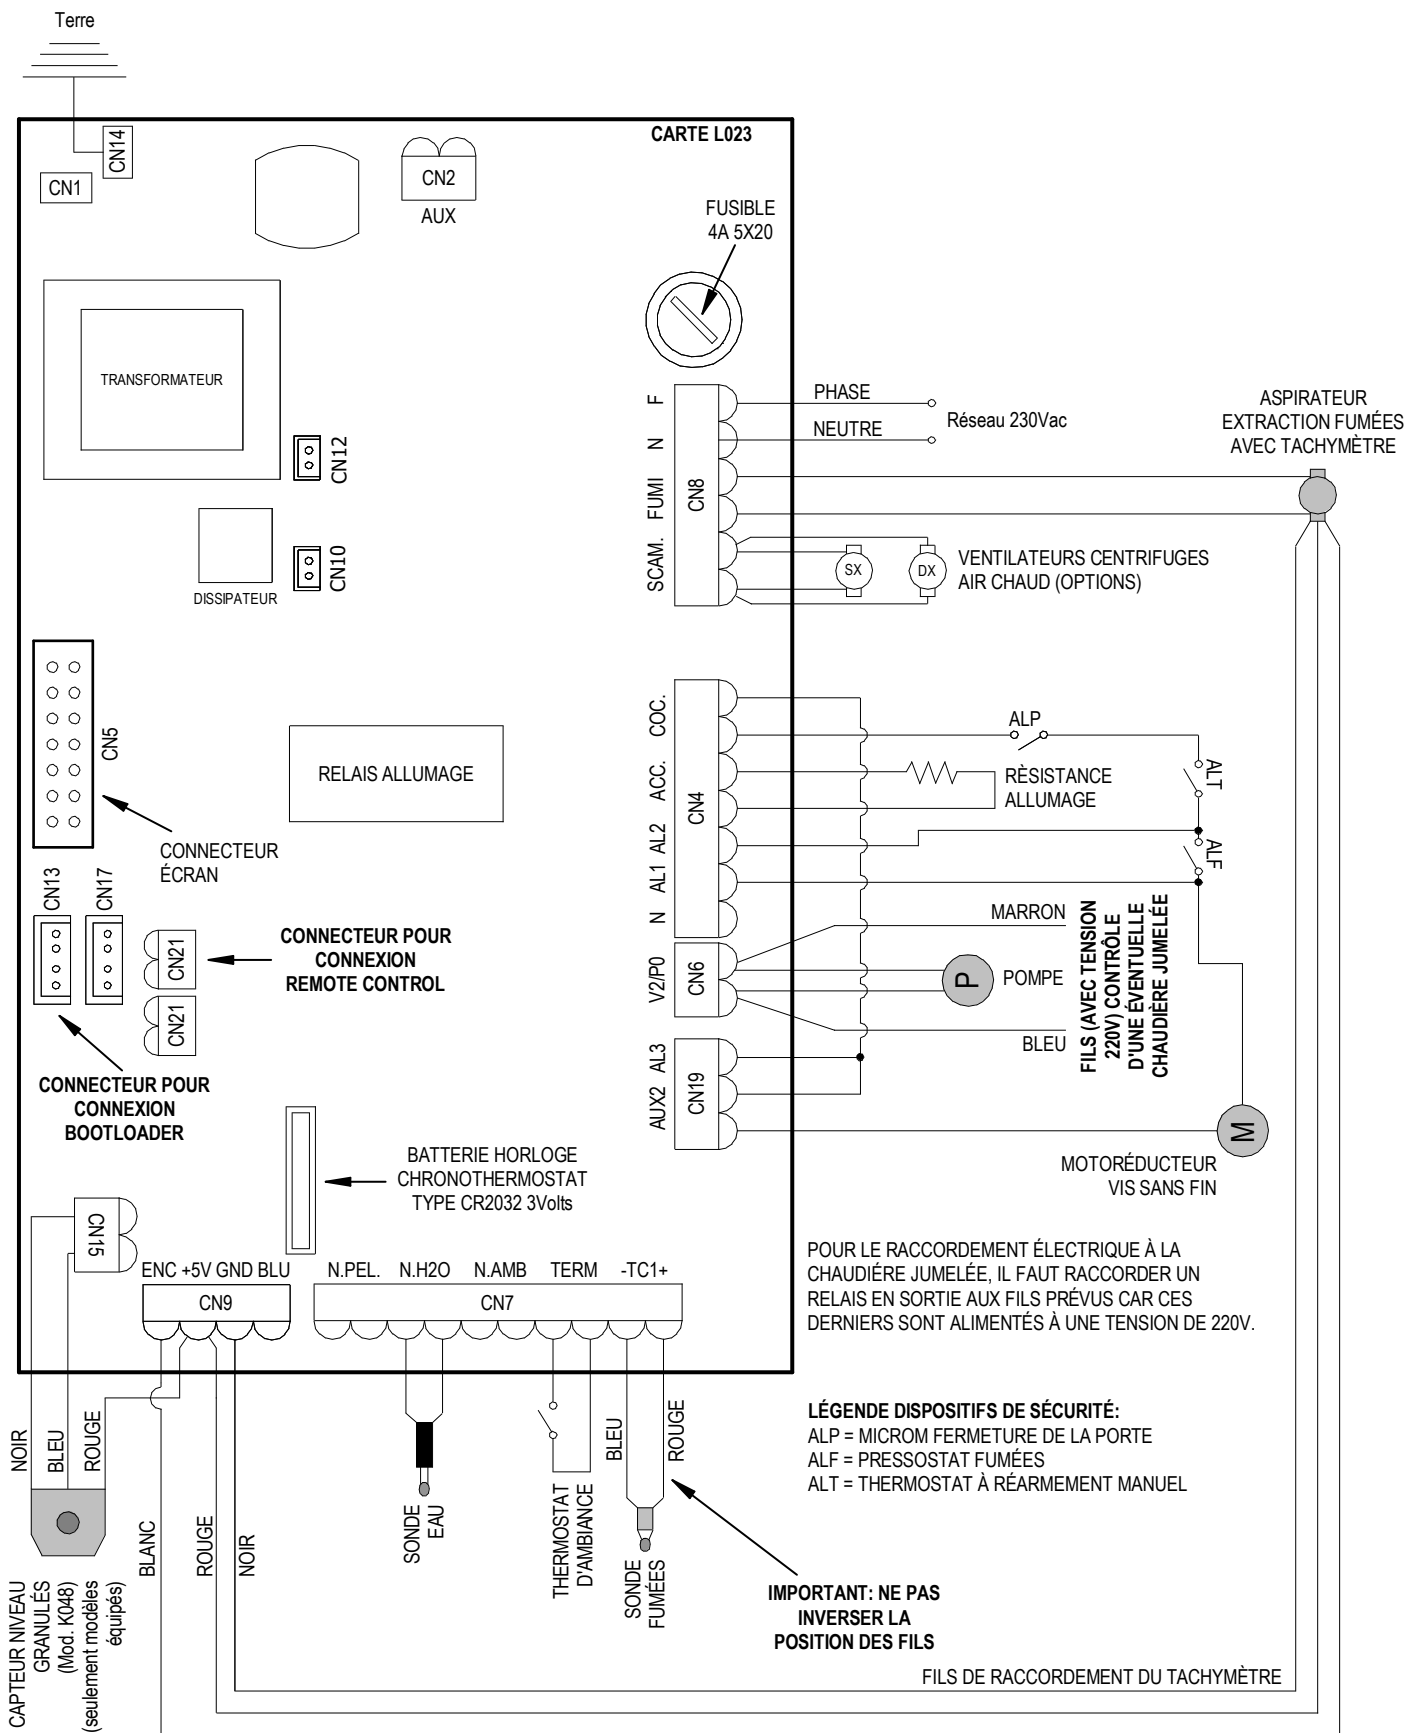 Terre
CARTE L023
CN14
CN1
CN2
AUX
FUSIBLE
4A 5X20
TRANSFORMATEUR
CN12
DISSIPATEUR
CN10
F
N
FUMI
SCAM.
CN8
PHASE
NEUTRE
Réseau 230Vac
ASPIRATEUR
EXTRACTION FUMÉES
AVEC TACHYMÈTRE
SX
DX
VENTILATEURS CENTRIFUGES
AIR CHAUD (OPTIONS)
CN5
CONNECTEUR
ÉCRAN
RELAIS ALLUMAGE
COC.
ACC.
AL2
AL1
N
CN4
ALP
RÈSISTANCE
ALLUMAGE
ALT
ALF
CN13
CN17
CN21
CN21
CONNECTEUR POUR
CONNEXION
REMOTE CONTROL
CONNECTEUR POUR
CONNEXION
BOOTLOADER
V2/P0
CN6
MARRON
P
POMPE
BLEU
FILS (AVEC TENSION
220V) CONTRÔLE
D'UNE ÉVENTUELLE
CHAUDIÈRE JUMELÉE
AL3
AUX2
CN19
M
MOTORÉDUCTEUR
VIS SANS FIN
BATTERIE HORLOGE
CHRONOTHERMOSTAT
TYPE CR2032 3Volts
CN15
ENC +5V GND BLU
CN9
N.PEL. N.H2O N.AMB TERM -TC1+
CN7
POUR LE RACCORDEMENT ÉLECTRIQUE À LA
CHAUDIÉRE JUMELÉE, IL FAUT RACCORDER UN
RELAIS EN SORTIE AUX FILS PRÉVUS CAR CES
DERNIERS SONT ALIMENTÉS À UNE TENSION DE 220V.
LÉGENDE DISPOSITIFS DE SÉCURITÉ:
ALP = MICROM FERMETURE DE LA PORTE
ALF = PRESSOSTAT FUMÉES
ALT = THERMOSTAT À RÉARMEMENT MANUEL
NOIR
BLEU
ROUGE
CAPTEUR NIVEAU
GRANULÉS
(Mod. K048)
(seulement modèles
équipés)
BLANC
ROUGE
NOIR
SONDE
EAU
THERMOSTAT
D'AMBIANCE
BLEU
ROUGE
SONDE
FUMÉES
IMPORTANT: NE PAS
INVERSER LA
POSITION DES FILS
FILS DE RACCORDEMENT DU TACHYMÈTRE